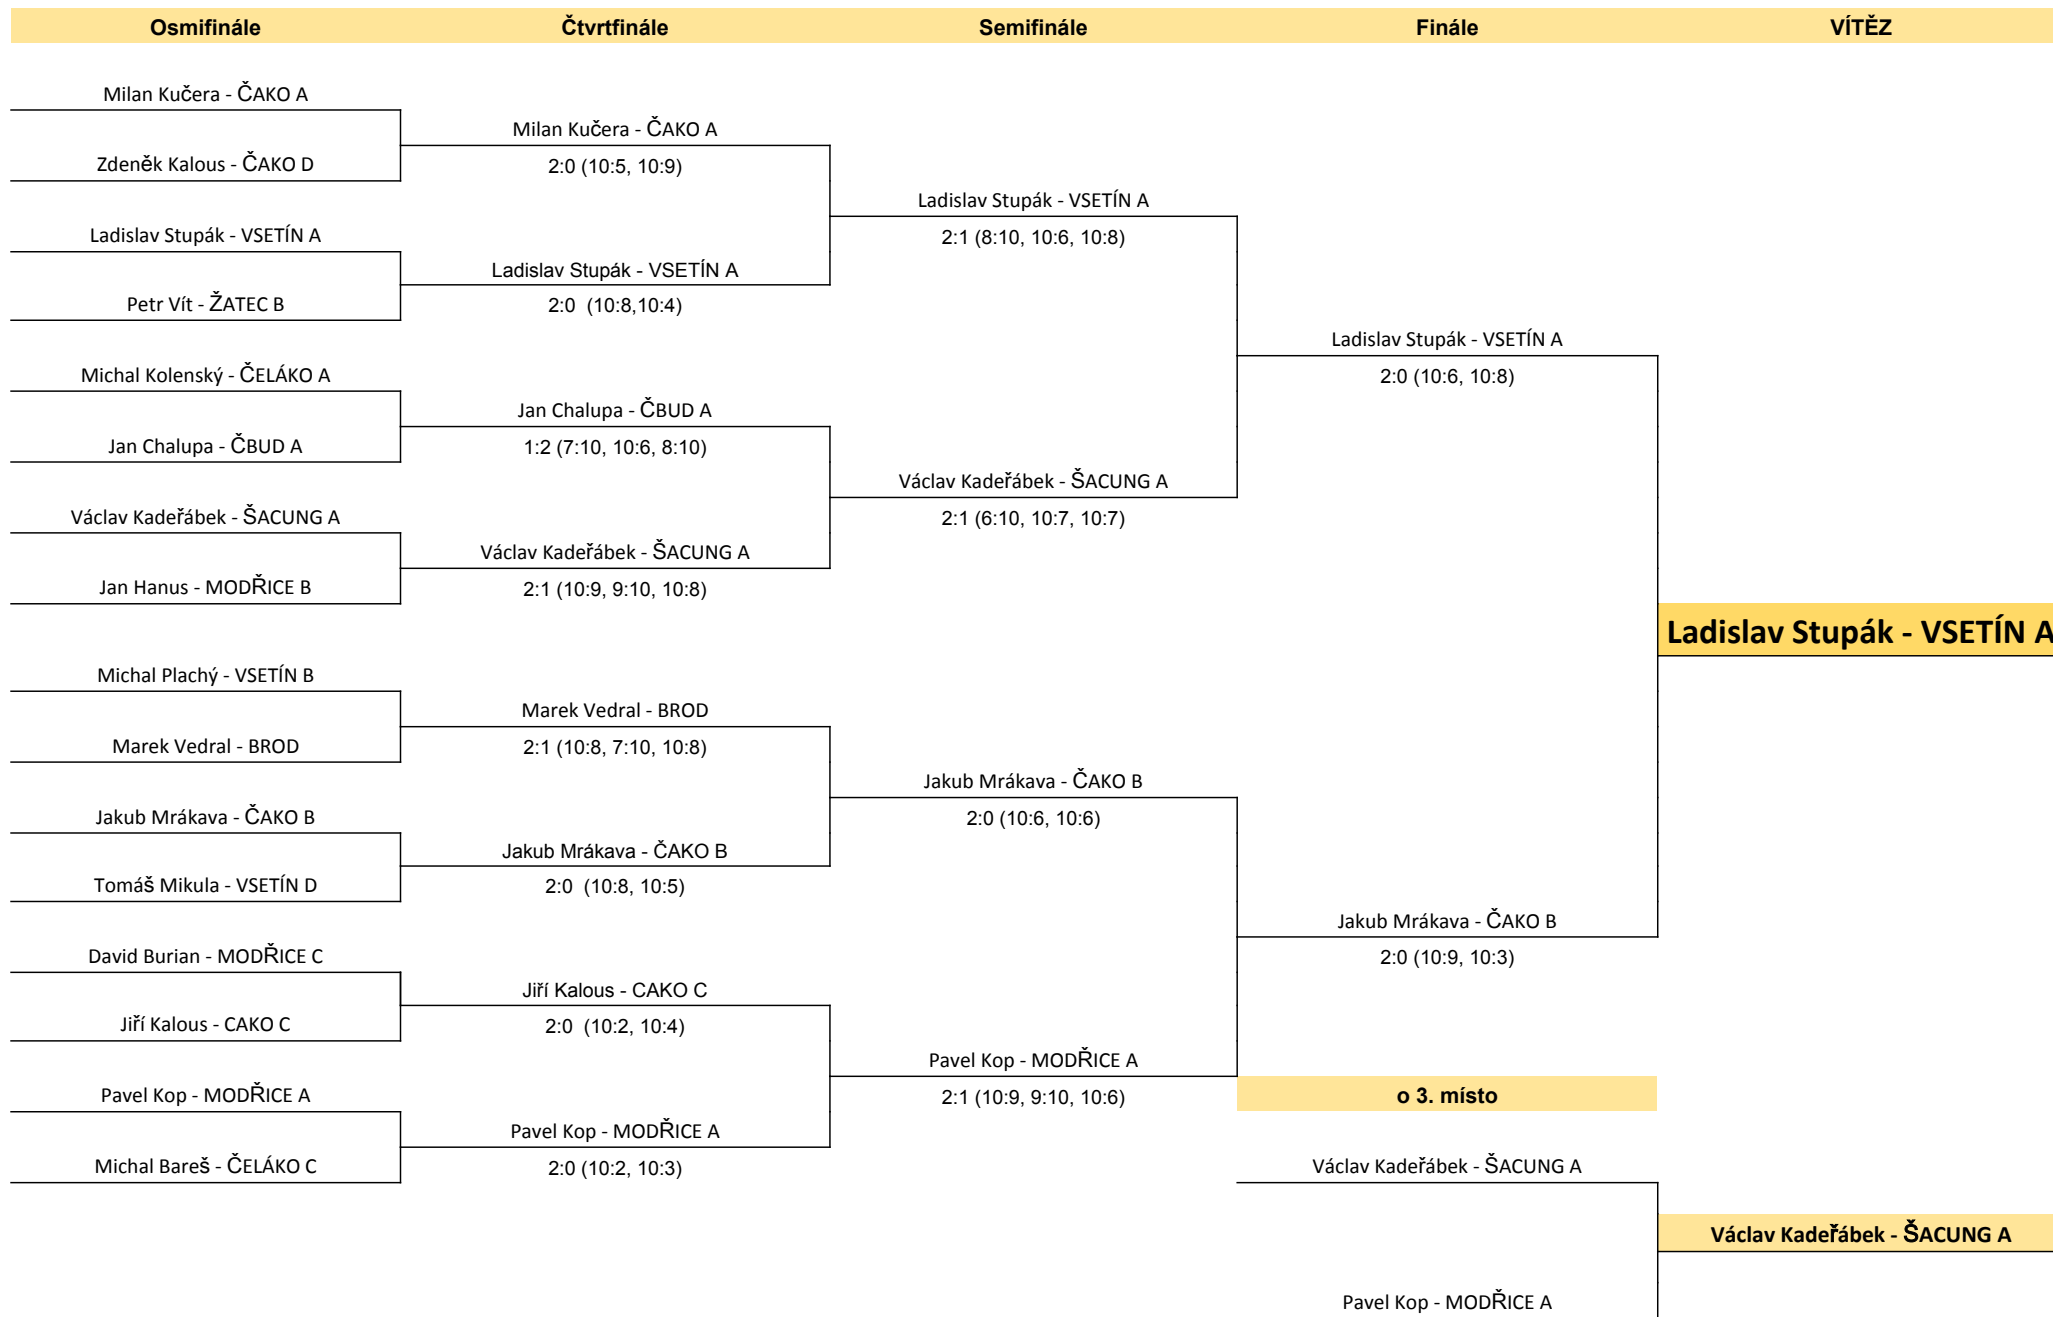 Osmifinále Čtvrtfinále Semifinále Finále VÍTĚZ
Milan Kučera - ČAKO A
Milan Kučera - ČAKO A
Zdeněk Kalous - ČAKO D
2:0 (10:5, 10:9)
Ladislav Stupák - VSETÍN A
Ladislav Stupák - VSETÍN A
2:1 (8:10, 10:6, 10:8)
Ladislav Stupák - VSETÍN A
Petr Vít - ŽATEC B
2:0 (10:8,10:4)
Ladislav Stupák - VSETÍN A
2:0 (10:6, 10:8)
Michal Kolenský - ČELÁKO A
Jan Chalupa - ČBUD A
Jan Chalupa - ČBUD A
1:2 (7:10, 10:6, 8:10)
Václav Kadeřábek - ŠACUNG A
2:1 (6:10, 10:7, 10:7)
Václav Kadeřábek - ŠACUNG A
Václav Kadeřábek - ŠACUNG A
Jan Hanus - MODŘICE B
2:1 (10:9, 9:10, 10:8)
Ladislav Stupák - VSETÍN A
Michal Plachý - VSETÍN B
Marek Vedral - BROD
Marek Vedral - BROD
2:1 (10:8, 7:10, 10:8)
Jakub Mrákava - ČAKO B
2:0 (10:6, 10:6)
Jakub Mrákava - ČAKO B
Jakub Mrákava - ČAKO B
Tomáš Mikula - VSETÍN D
2:0 (10:8, 10:5)
Jakub Mrákava - ČAKO B
2:0 (10:9, 10:3)
David Burian - MODŘICE C
Jiří Kalous - CAKO C
Jiří Kalous - CAKO C
2:0 (10:2, 10:4)
Pavel Kop - MODŘICE A
2:1 (10:9, 9:10, 10:6)
o 3. místo
Pavel Kop - MODŘICE A
Pavel Kop - MODŘICE A
Michal Bareš - ČELÁKO C
2:0 (10:2, 10:3)
Václav Kadeřábek - ŠACUNG A
Václav Kadeřábek - ŠACUNG A
Pavel Kop - MODŘICE A